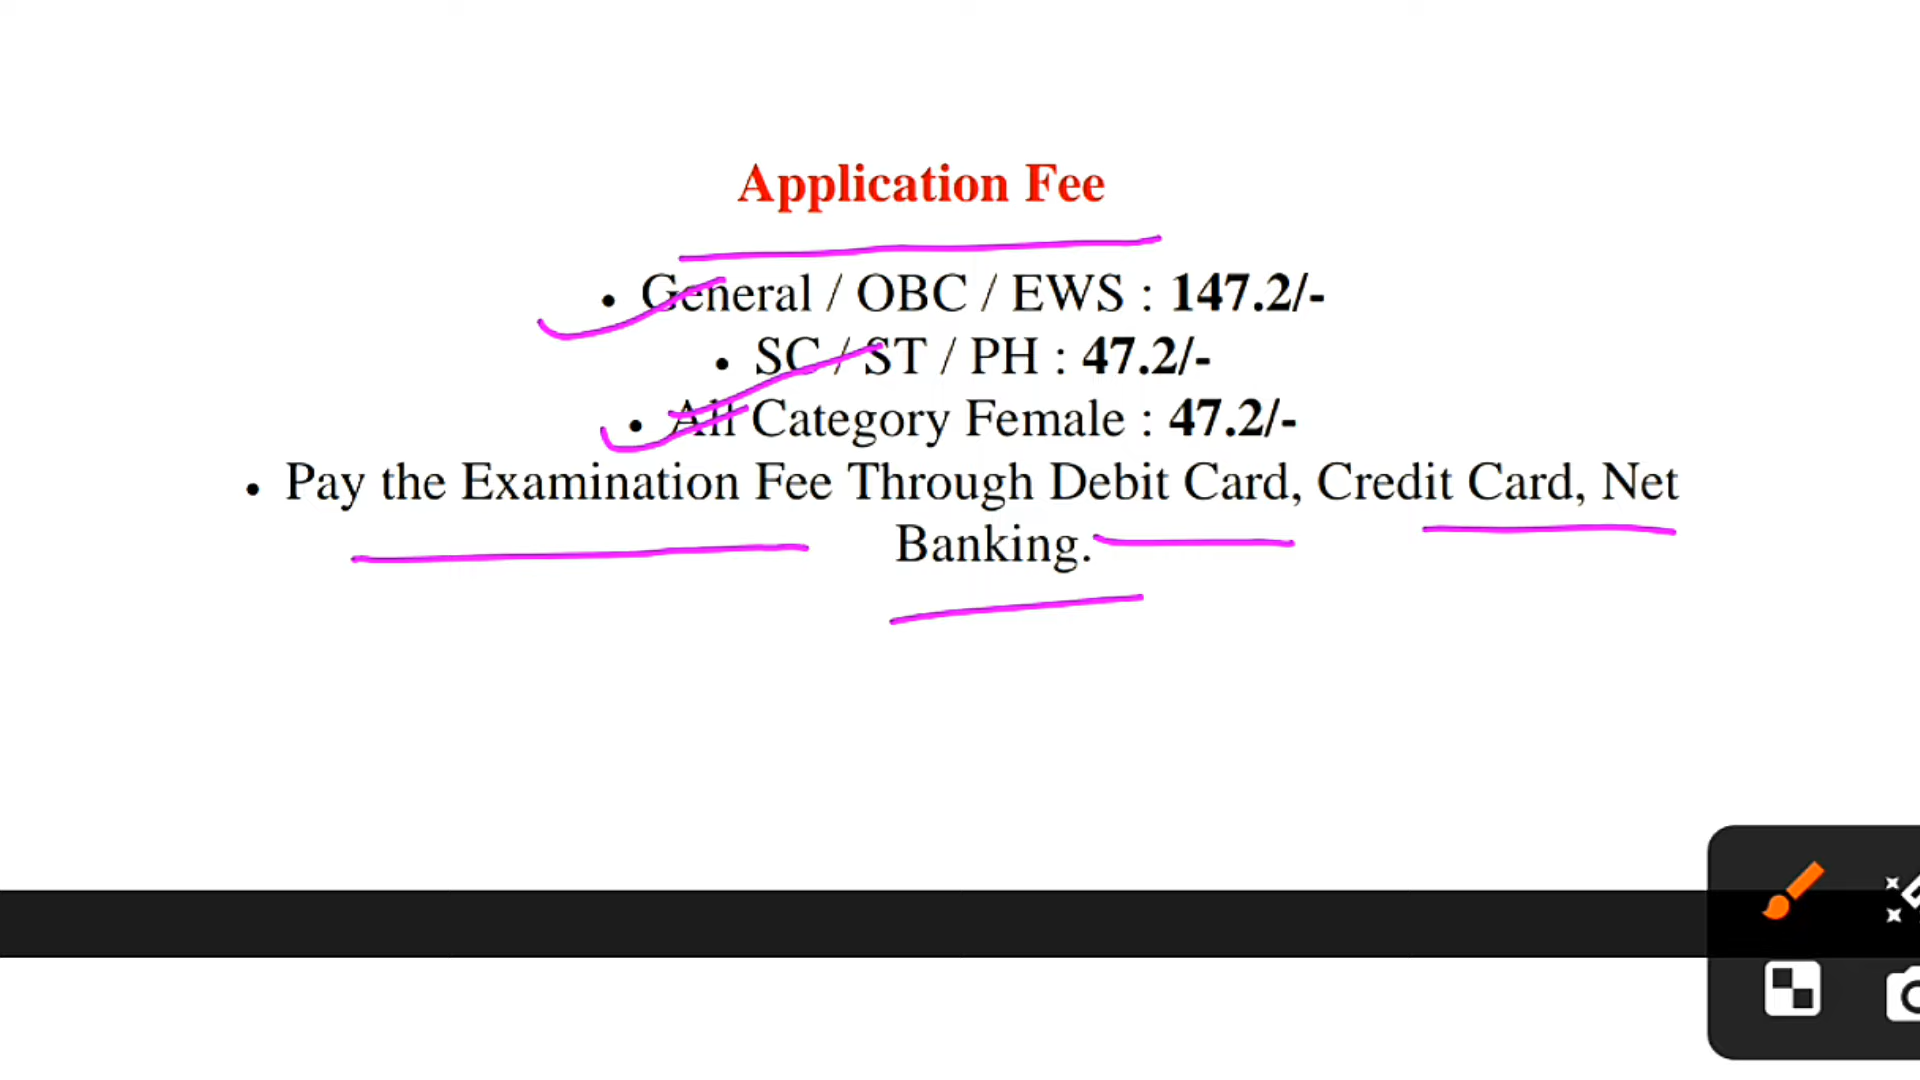 Application Fee
• General / OBC / EWS : 147.2/-
• SC / ST / PH : 47.2/-
• All Category Female : 47.2/-
• Pay the Examination Fee Through Debit Card, Credit Card, Net
Banking.